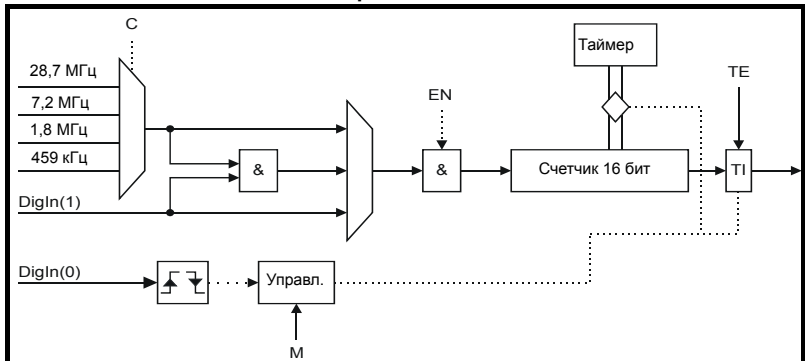 C
Таймер
28,7 МГц
TE
7,2 МГц
EN
1,8 МГц
459 кГц
&
&
Счетчик 16 бит
TI
DigIn(1)
DigIn(0)
Управл.
M